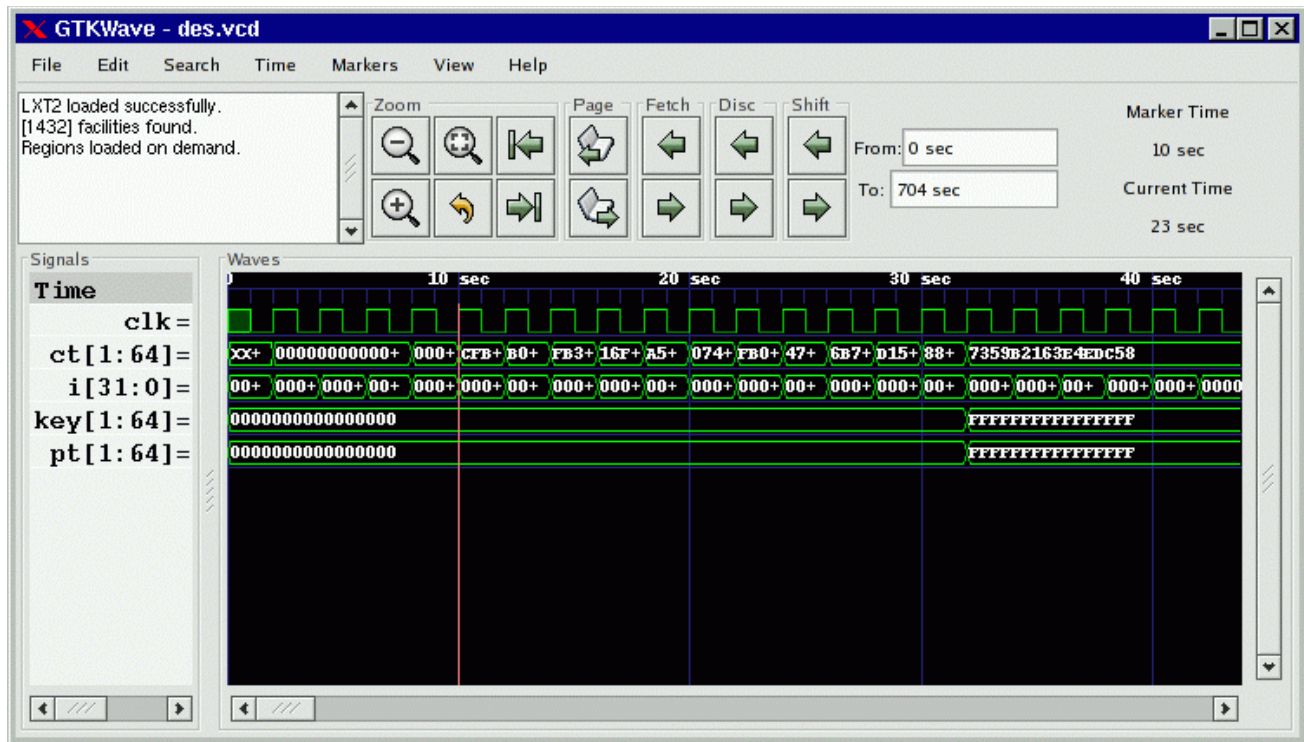 GTKWave - des.vcd
File Edit Search Time Markers View Help
LXT2 loaded successfully.
[1432] facilities found.
Regions loaded on demand.
Zoom Page Fetch Disc Shift
From: 0 sec
To: 704 sec
Marker Time
10 sec
Current Time
23 sec
Signals
Waves
Time
0 10 sec 20 sec 30 sec 40 sec
clk=
ct[1:64]= XX+ 00000000000+ 000+ CFB+ B0+ FB3+ 16F+ A5+ 074+ FB0+ 47+ 6B7+ D15+ 88+ 7359B2163E4EDC58
i[31:0]= 00+ 000+ 000+ 00+ 000+ 000+ 00+ 000+ 000+ 00+ 000+ 000+ 00+ 000+ 000+ 00+ 000+ 000+ 00+ 000+ 000+ 0000
key[1:64]= 0000000000000000 FFFFFFFFFFFFFFFF
pt[1:64]= 0000000000000000 FFFFFFFFFFFFFFFF